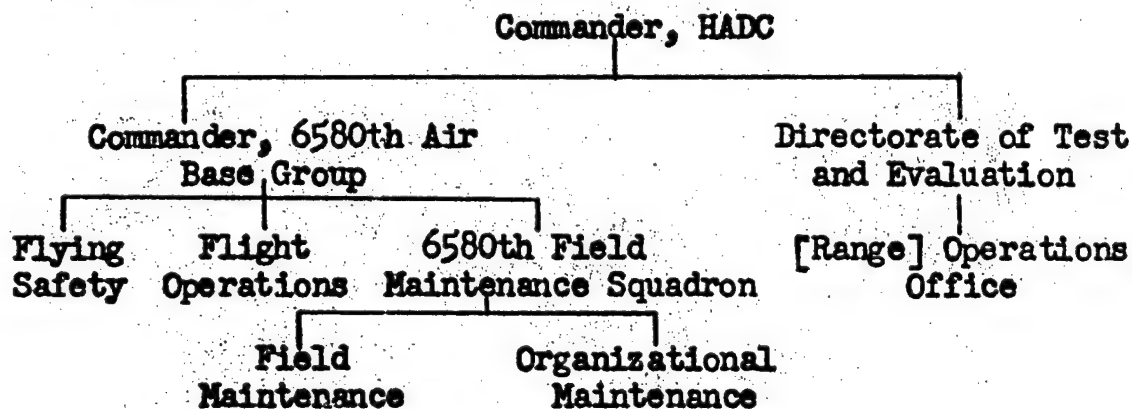 Commander, HADC
Commander, 6580th Air
Base Group
Directorate of Test
and Evaluation
Flying
Safety
Flight
Operations
6580th Field
Maintenance Squadron
[Range] Operations
Office
Field
Maintenance
Organizational
Maintenance